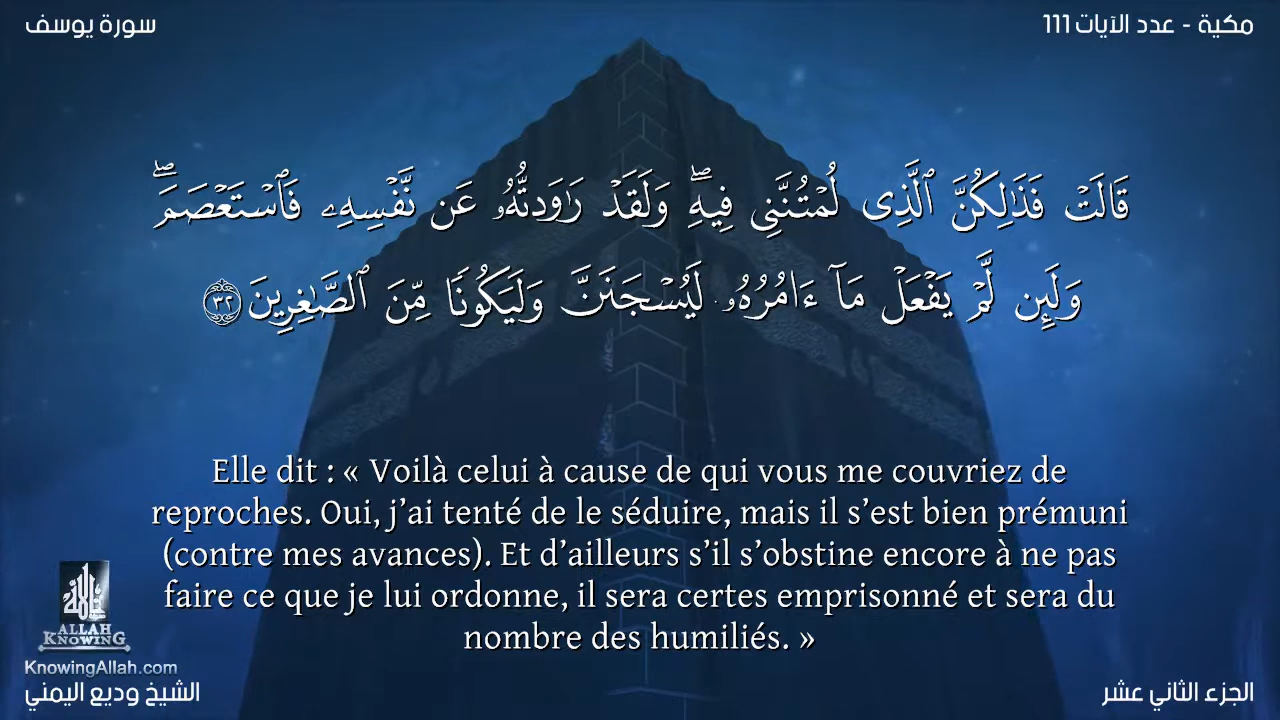 سورة يوسف
مكية - عدد الآيات 111
قَالَتْ فَذَٰلِكُنَّ ٱلَّذِى لُمْتُنَّنِى فِيهِ ۖ وَلَقَدْ رَٰوَدتُّهُۥ عَن نَّفْسِهِۦ فَٱسْتَعْصَمَ ۖ
وَلَئِن لَّمْ يَفْعَلْ مَآ ءَامُرُهُۥ لَيُسْجَنَنَّ وَلَيَكُونًا مِّنَ ٱلصَّٰغِرِينَ ٣٢
Elle dit : « Voilà celui à cause de qui vous me couvriez de
reproches. Oui, j’ai tenté de le séduire, mais il s’est bien prémuni
(contre mes avances). Et d’ailleurs s’il s’obstine encore à ne pas
faire ce que je lui ordonne, il sera certes emprisonné et sera du
nombre des humiliés. »
ALLAH
KNOWING
KnowingAllah.com
الشيخ وديع اليمني
الجزء الثاني عشر